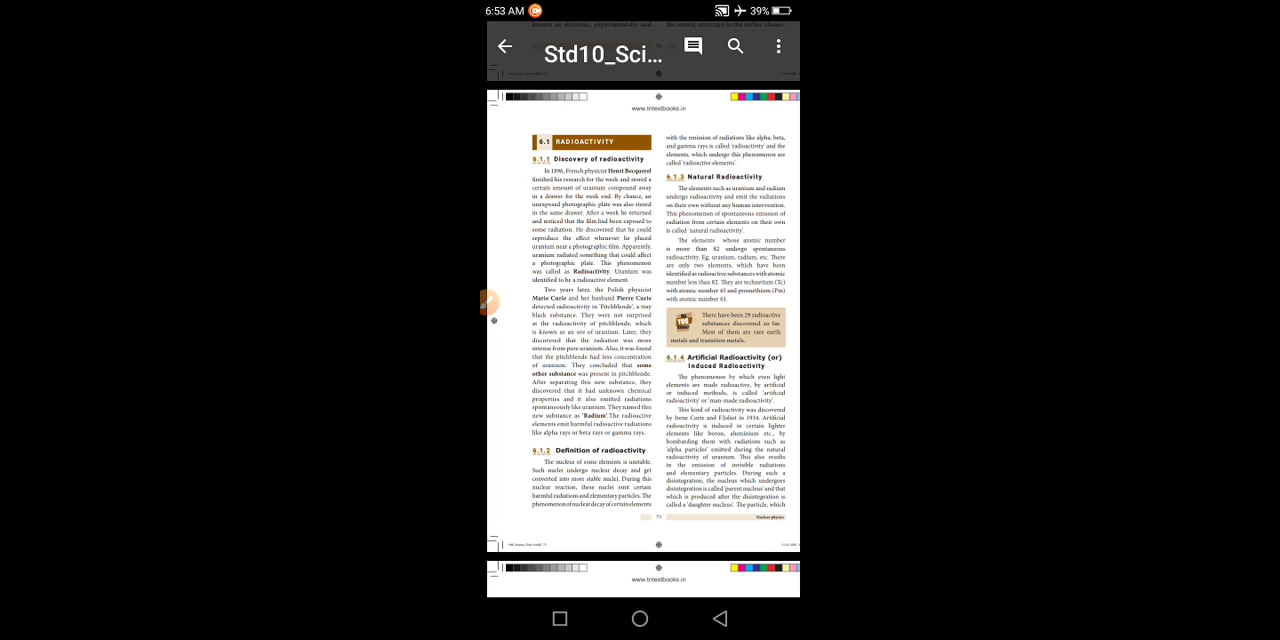 6:53 AM
39%
known as electrons, experimentally and
the atomic structure in the earlier classes.
Std10_Sci...
www.tntextbooks.in
6.1 RADIOACTIVITY
6.1.1 Discovery of radioactivity
In 1896, French physicist Henri Becquerel
finished his research for the week and stored a
certain amount of uranium compound away
in a drawer for the week end. By chance, an
unexposed photographic plate was also stored
in the same drawer. After a week he returned
and noticed that the film had been exposed to
some radiation. He discovered that he could
reproduce the effect whenever he placed
uranium near a photographic film. Apparently,
uranium radiated something that could affect
a photographic plate. This phenomenon
was called as Radioactivity. Uranium was
identified to be a radioactive element.
Two years later, the Polish physicist
Marie Curie and her husband Pierre Curie
detected radioactivity in 'Pitchblende', a tiny
black substance. They were not surprised
at the radioactivity of pitchblende, which
is known as an ore of uranium. Later, they
discovered that the radiation was more
intense from pure uranium. Also, it was found
that the pitchblende had less concentration
of uranium. They concluded that some
other substance was present in pitchblende.
After separating this new substance, they
discovered that it had unknown chemical
properties and it also emitted radiations
spontaneously like uranium. They named this
new substance as 'Radium'. The radioactive
elements emit harmful radioactive radiations
like alpha rays or beta rays or gamma rays.
6.1.2 Definition of radioactivity
The nucleus of some elements is unstable.
Such nuclei undergo nuclear decay and get
converted into more stable nuclei. During this
nuclear reaction, these nuclei emit certain
harmful radiations and elementary particles. The
phenomenon of nuclear decay of certain elements
with the emission of radiations like alpha, beta,
and gamma rays is called 'radioactivity' and the
elements, which undergo this phenomenon are
called 'radioactive elements'.
6.1.3 Natural Radioactivity
The elements such as uranium and radium
undergo radioactivity and emit the radiations
on their own without any human intervention.
This phenomenon of spontaneous emission of
radiation from certain elements on their own
is called 'natural radioactivity'.
The elements whose atomic number
is more than 82 undergo spontaneous
radioactivity. Eg: uranium, radium, etc. There
are only two elements, which have been
identified as radioactive substances with atomic
number less than 82. They are technetium (Tc)
with atomic number 43 and promethium (Pm)
with atomic number 61.
There have been 29 radioactive
substances discovered so far.
Most of them are rare earth
metals and transition metals.
6.1.4 Artificial Radioactivity (or)
Induced Radioactivity
The phenomenon by which even light
elements are made radioactive, by artificial
or induced methods, is called 'artificial
radioactivity' or 'man-made radioactivity'.
This kind of radioactivity was discovered
by Irene Curie and F.Joliot in 1934. Artificial
radioactivity is induced in certain lighter
elements like boron, aluminium etc., by
bombarding them with radiations such as
'alpha particles' emitted during the natural
radioactivity of uranium. This also results
in the emission of invisible radiations
and elementary particles. During such a
disintegration, the nucleus which undergoes
disintegration is called 'parent nucleus' and that
which is produced after the disintegration is
called a 'daughter nucleus'. The particle, which
75
Nuclear physics
www.tntextbooks.in